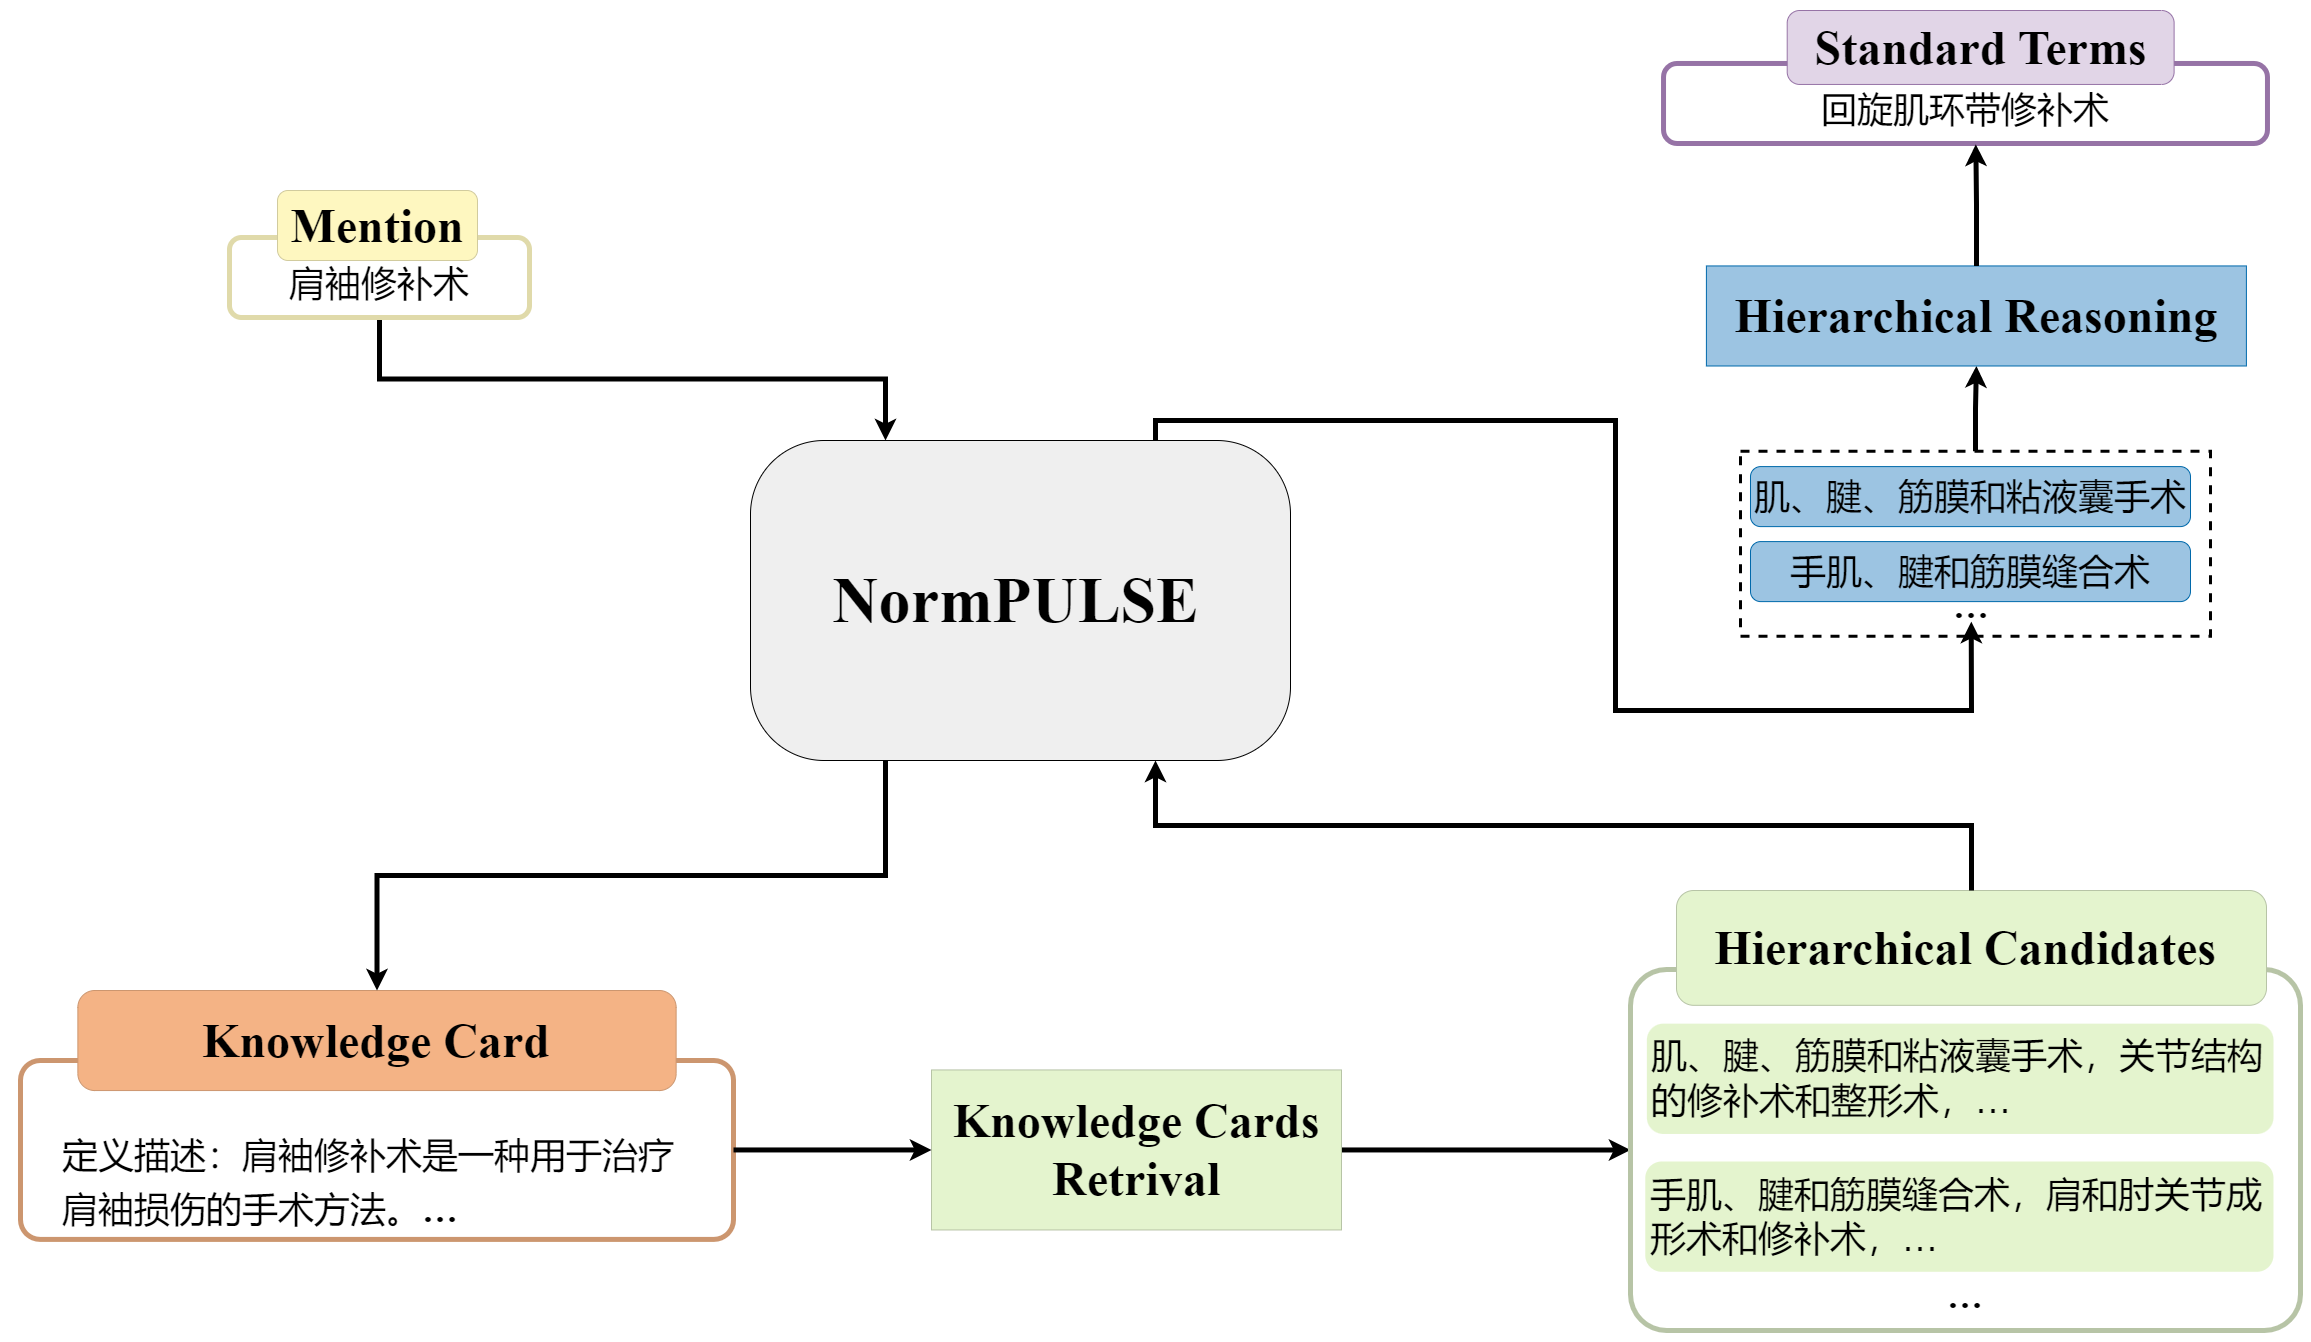 Standard Terms
回旋肌环带修补术
Mention
肩袖修补术
Hierarchical Reasoning
肌、腱、筋膜和粘液囊手术
手肌、腱和筋膜缝合术
...
NormPULSE
Hierarchical Candidates
肌、腱、筋膜和粘液囊手术，关节结构
的修补术和整形术，...
手肌、腱和筋膜缝合术，肩和肘关节成
形术和修补术，...
...
Knowledge Card
定义描述：肩袖修补术是一种用于治疗
肩袖损伤的手术方法。...
Knowledge Cards
Retrival